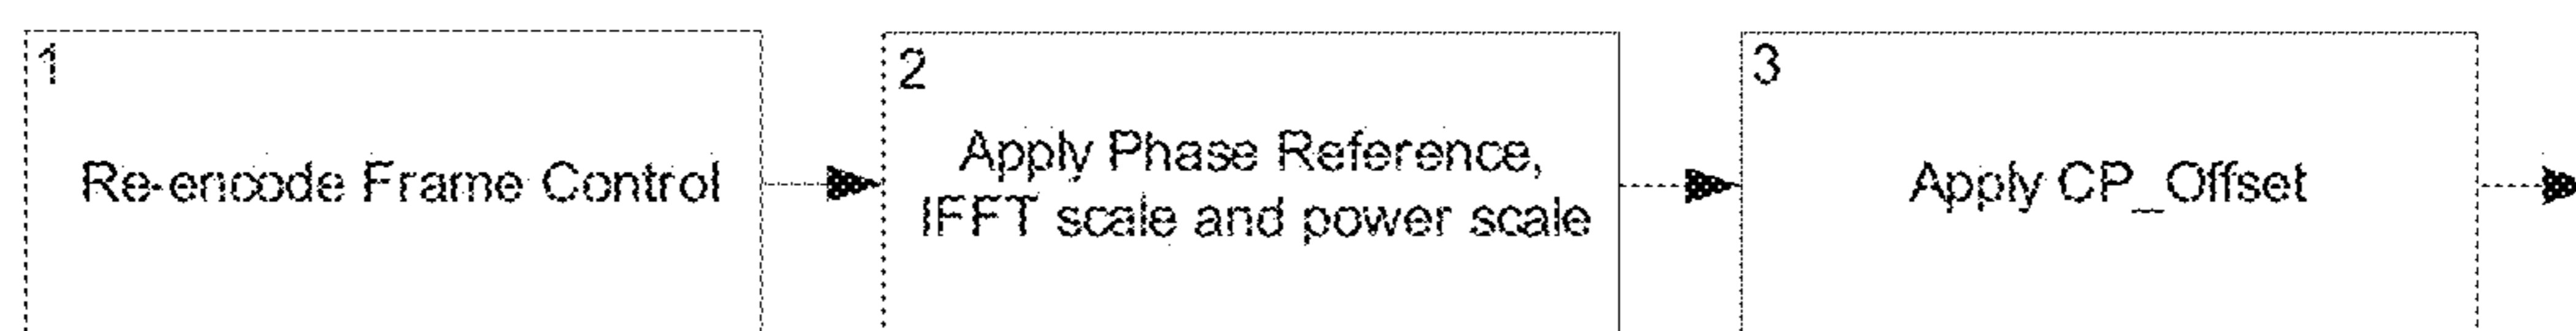 1
Re-encode Frame Control
2
Apply Phase Reference,
IFFT scale and power scale
3
Apply CP_Offset